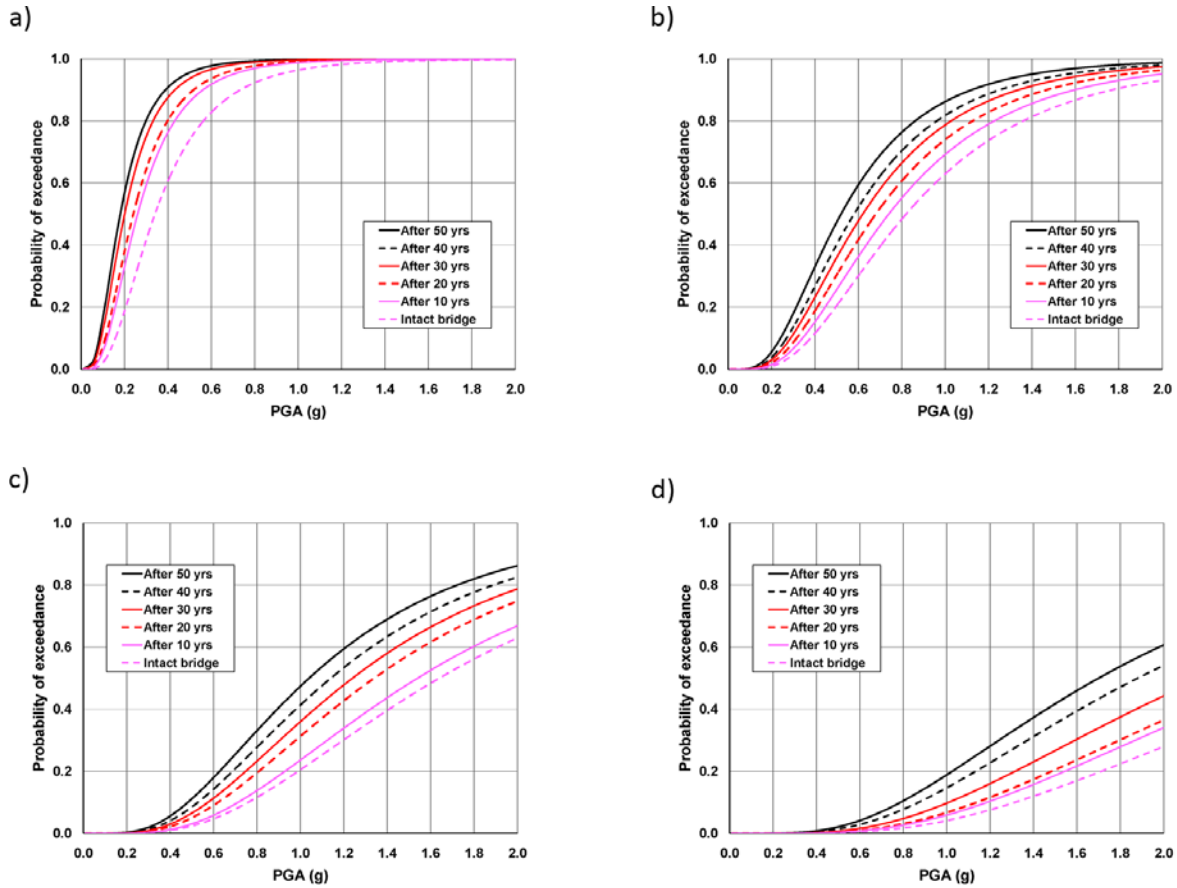 a)
1.0
0.8
0.6
0.4
0.2
0.0
Probability of exceedance
After 50 yrs
After 40 yrs
After 30 yrs
After 20 yrs
After 10 yrs
Intact bridge
0.0 0.2 0.4 0.6 0.8 1.0 1.2 1.4 1.6 1.8 2.0
PGA (g)
b)
1.0
0.8
0.6
0.4
0.2
0.0
Probability of exceedance
After 50 yrs
After 40 yrs
After 30 yrs
After 20 yrs
After 10 yrs
Intact bridge
0.0 0.2 0.4 0.6 0.8 1.0 1.2 1.4 1.6 1.8 2.0
PGA (g)
c)
1.0
0.8
0.6
0.4
0.2
0.0
Probability of exceedance
After 50 yrs
After 40 yrs
After 30 yrs
After 20 yrs
After 10 yrs
Intact bridge
0.0 0.2 0.4 0.6 0.8 1.0 1.2 1.4 1.6 1.8 2.0
PGA (g)
d)
1.0
0.8
0.6
0.4
0.2
0.0
Probability of exceedance
After 50 yrs
After 40 yrs
After 30 yrs
After 20 yrs
After 10 yrs
Intact bridge
0.0 0.2 0.4 0.6 0.8 1.0 1.2 1.4 1.6 1.8 2.0
PGA (g)